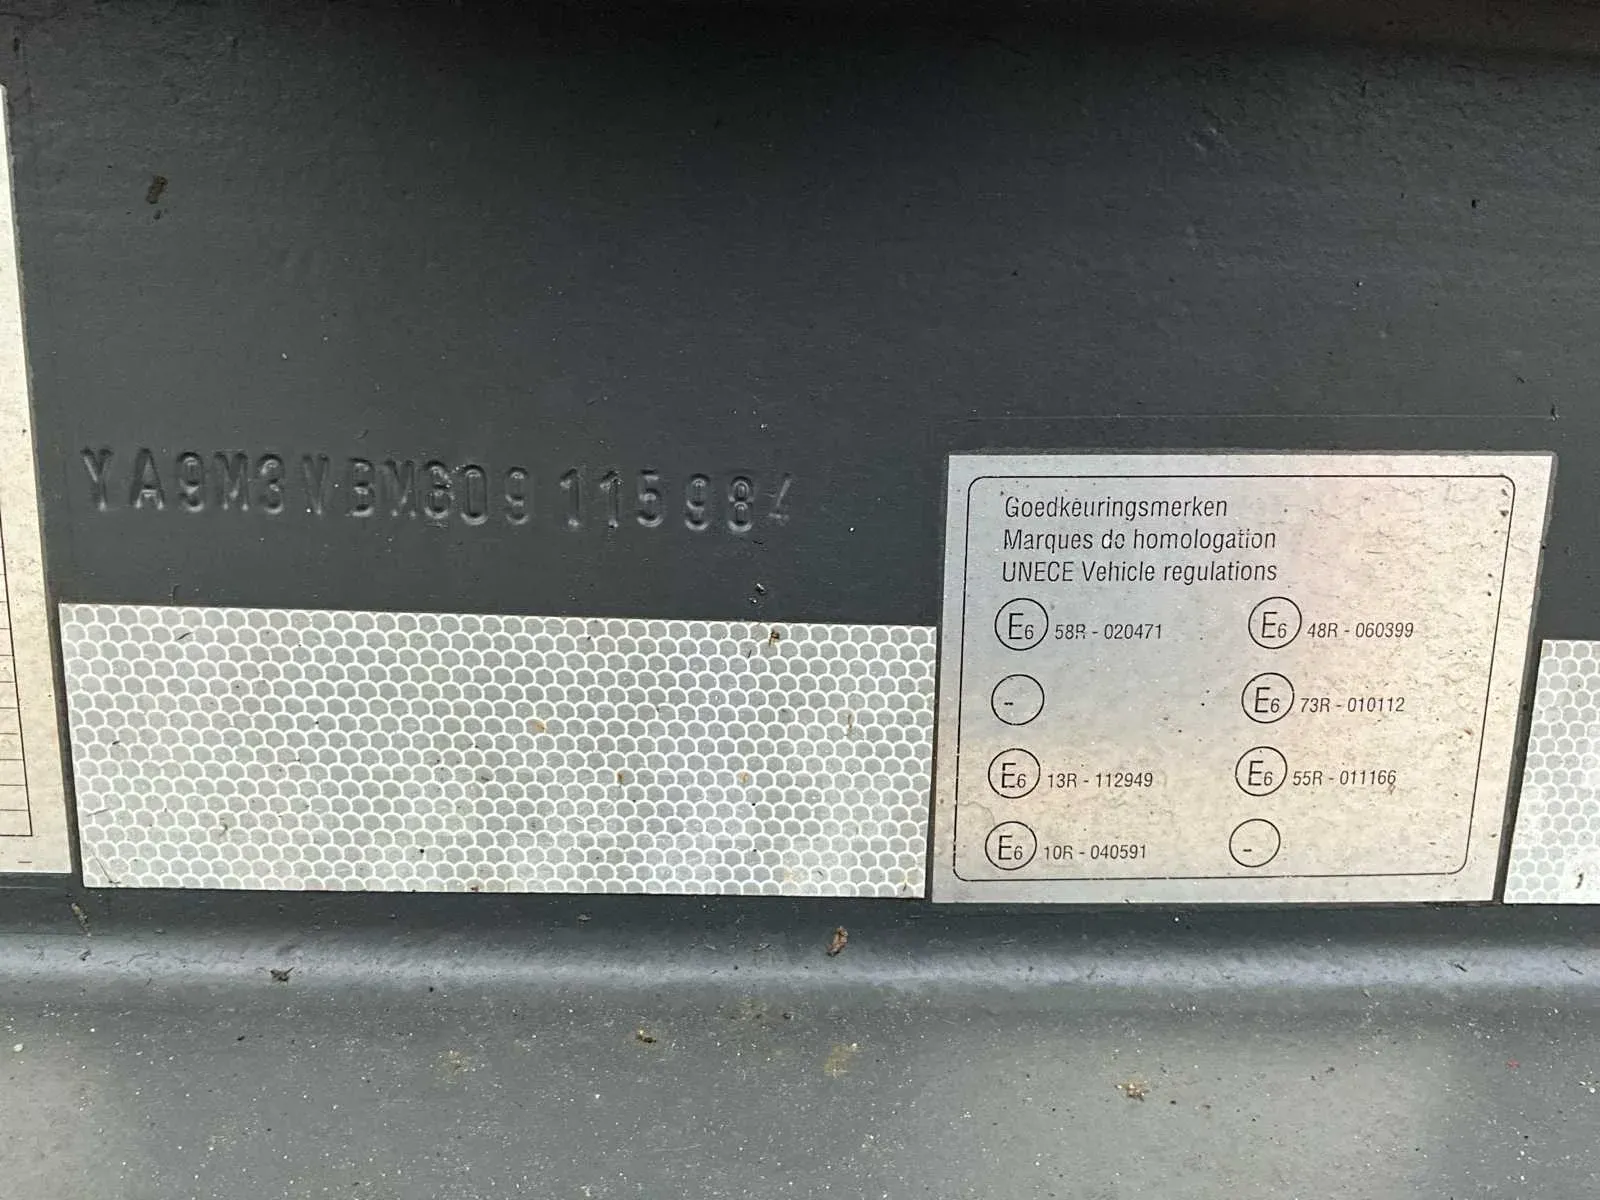 YA9M3VBMG09115984
Goedkeuringsmerken
Marques de homologation
UNECE Vehicle regulations
E6 58R - 020471 E6 48R - 060399
- E6 73R - 010112
E6 13R - 112949 E6 55R - 011166
E6 10R - 040591 -